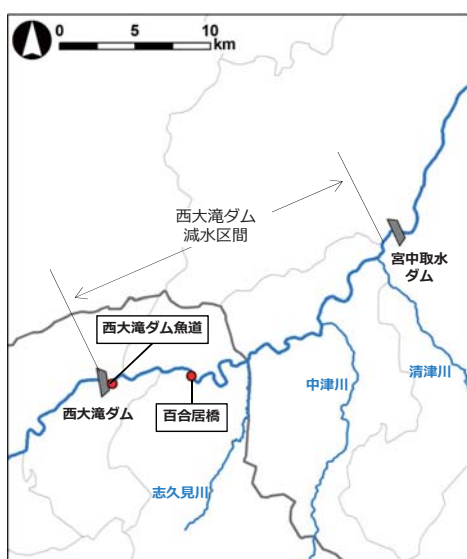 0 5 10
km
西大滝ダム
減水区間
宮中取水
ダム
西大滝ダム魚道
西大滝ダム
百合居橋
中津川
清津川
志久見川